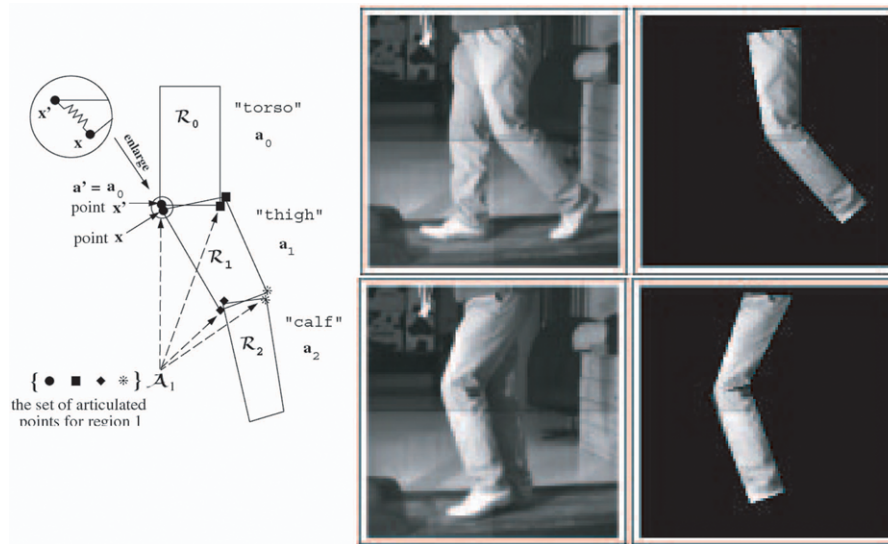 x'
x
enlarge
R₀
"torso"
a₀
a' = a₀
point x'
point x
"thigh"
R₁
a₁
"calf"
R₂
a₂
{ ● ■ ◆ ✳ } A₁
the set of articulated
points for region 1